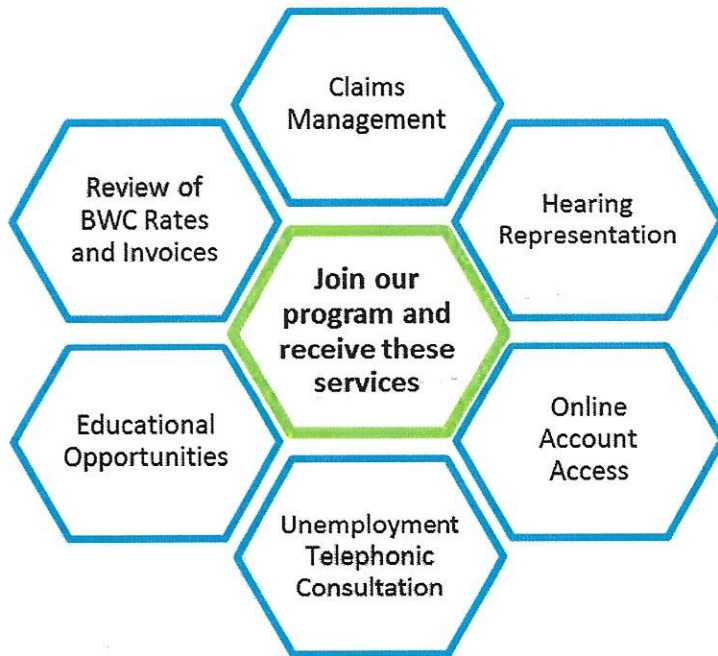 Claims
Management
Review of
BWC Rates
and Invoices
Hearing
Representation
Join our
program and
receive these
services
Educational
Opportunities
Online
Account
Access
Unemployment
Telephonic
Consultation